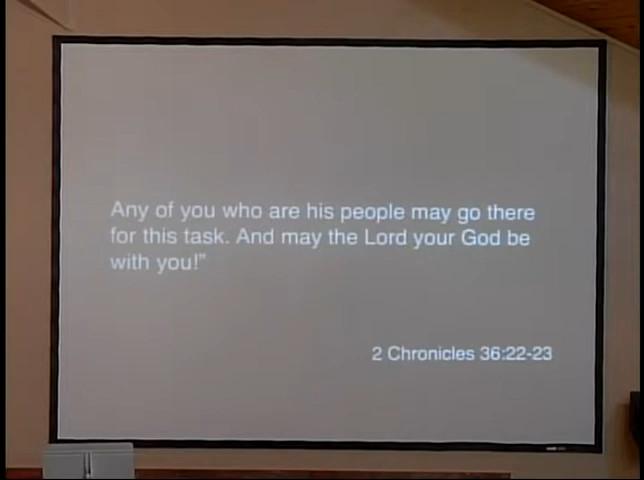 Any of you who are his people may go there
for this task. And may the Lord your God be
with you!”
2 Chronicles 36:22-23